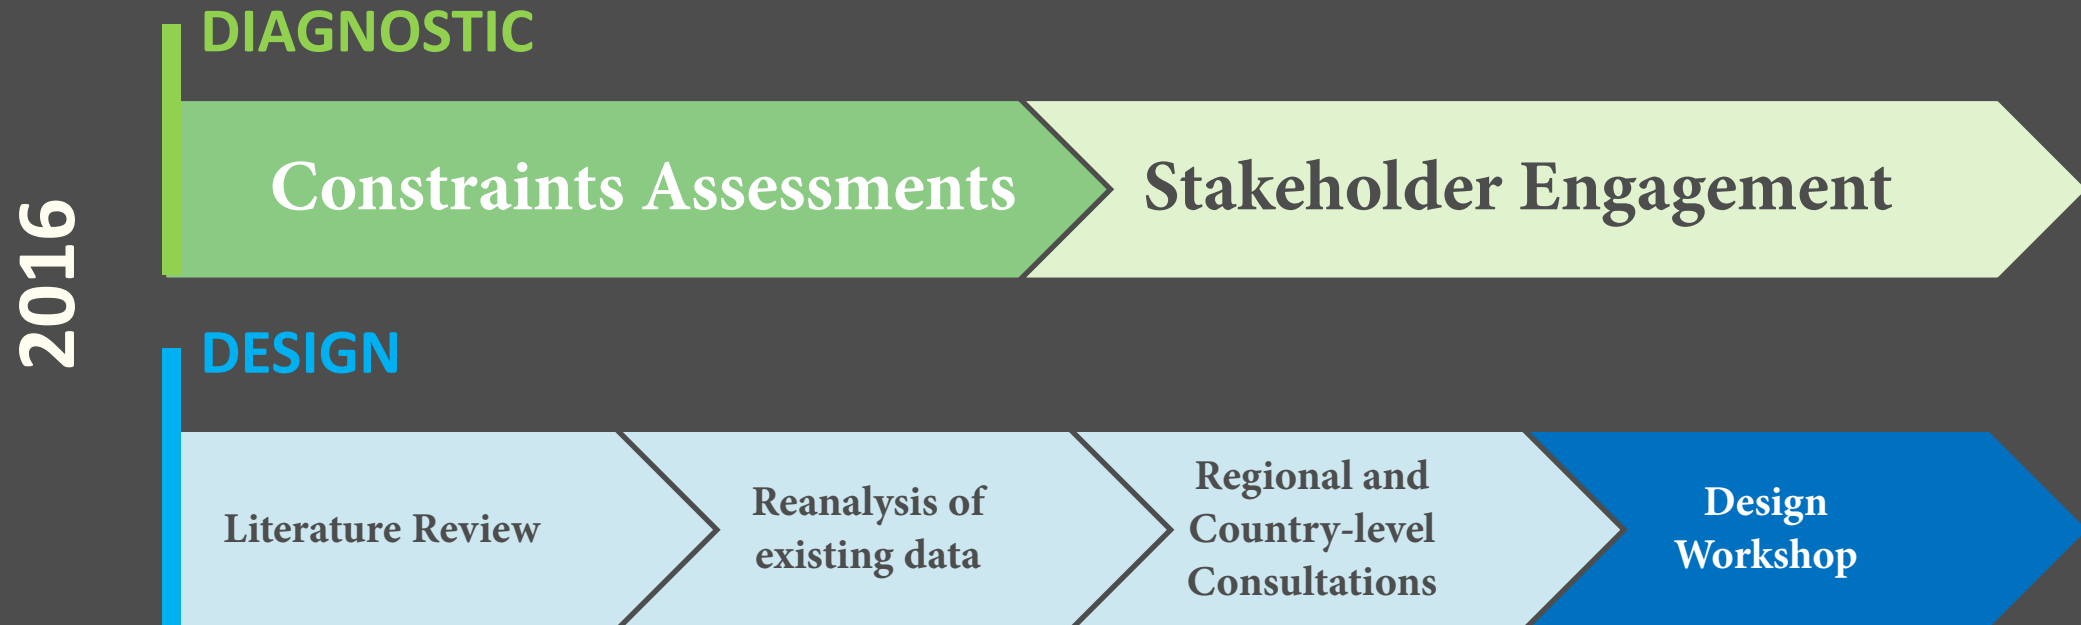 2016
DIAGNOSTIC
Constraints Assessments
Stakeholder Engagement
DESIGN
Literature Review
Reanalysis of
existing data
Regional and
Country-level
Consultations
Design
Workshop